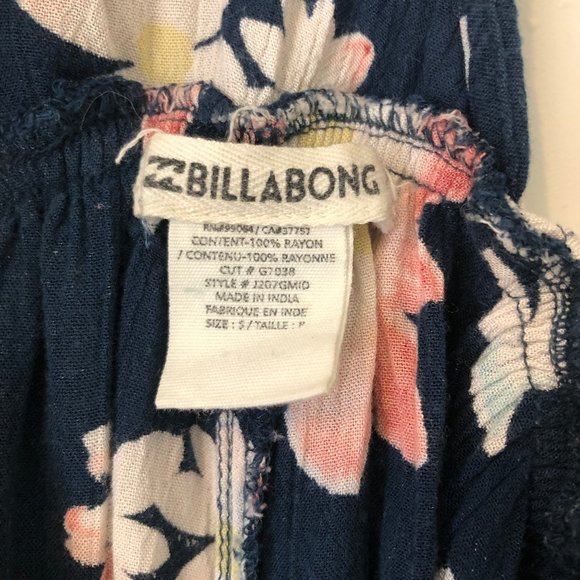 BILLABONG
RN#99064 / CA#37757
CONTENT-100% RAYON
/ CONTENU-100% RAYONNE
CUT # G7038
STYLE # J207GMID
MADE IN INDIA
FABRIQUE EN INDE
SIZE : S / TAILLE : P